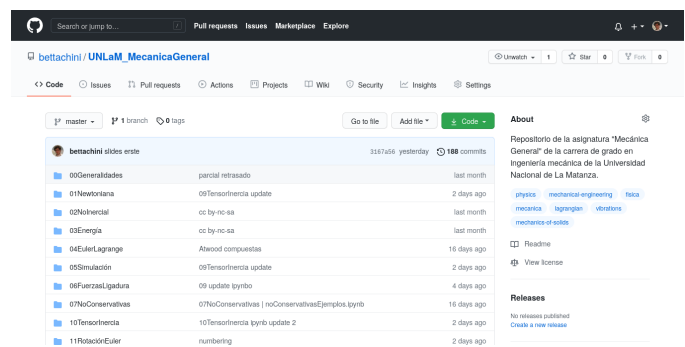 Search or jump to... / Pull requests Issues Marketplace Explore
bettachini / UNLaM_MecanicaGeneral Unwatch 1 Star 0 Fork 0
Code Issues Pull requests Actions Projects Wiki Security Insights Settings
master 1 branch 0 tags Go to file Add file Code
bettachini slides erste 3167a56 yesterday 188 commits
00Generalidades parcial retrasado last month
01Newtoniana 09TensorInercia update 2 days ago
02NoInercial cc by-nc-sa last month
03Energía cc by-nc-sa last month
04EulerLagrange Atwood compuestas 16 days ago
05Simulación 09TensorInercia update 2 days ago
06FuerzasLigadura 09 update ipynbo 4 days ago
07NoConservativas 07NoConservativas | noConservativasEjemplos.ipynb 16 days ago
10TensorInercia 10TensorInercia ipynb update 2 2 days ago
11RotaciónEuler numbering 2 days ago
About
Repositorio de la asignatura "Mecánica
General" de la carrera de grado en
ingeniería mecánica de la Universidad
Nacional de La Matanza.
physics mechanical-engineering fisica
mecanica lagrangian vibrations
mechanics-of-solids
Readme
View license
Releases
No releases published
Create a new release